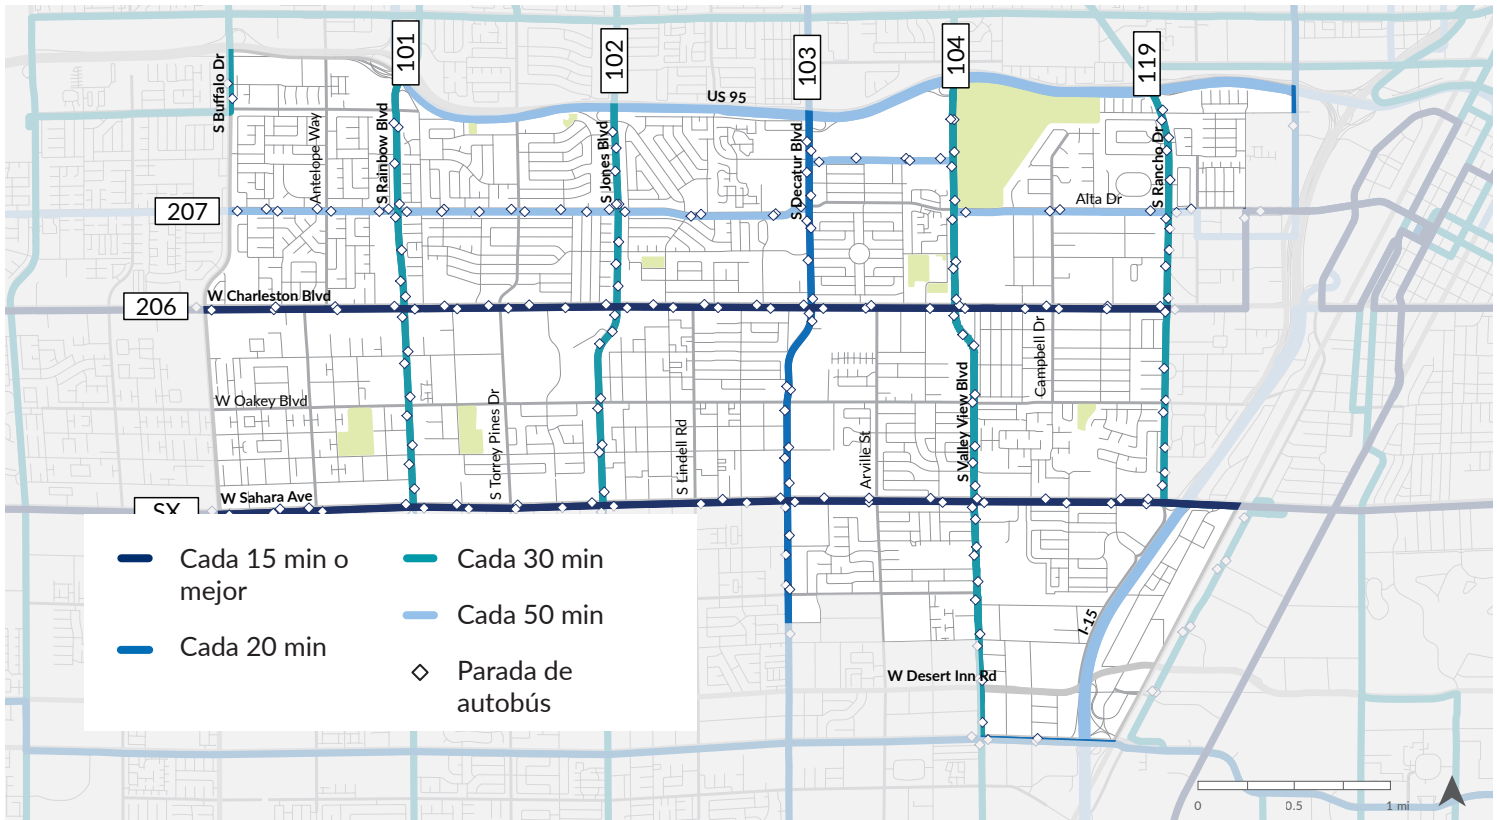 101
102
103
104
119
US 95
S Buffalo Dr
Antelope Way
S Rainbow Blvd
S Jones Blvd
S Decatur Blvd
S Rancho Dr
Alta Dr
207
W Charleston Blvd
206
Campbell Dr
W Oakey Blvd
S Torrey Pines Dr
S Lindell Rd
Arville St
S Valley View Blvd
W Sahara Ave
SX
Cada 15 min o
mejor
Cada 20 min
Cada 30 min
Cada 50 min
Parada de
autobús
I-15
W Desert Inn Rd
0 0.5 1 mi